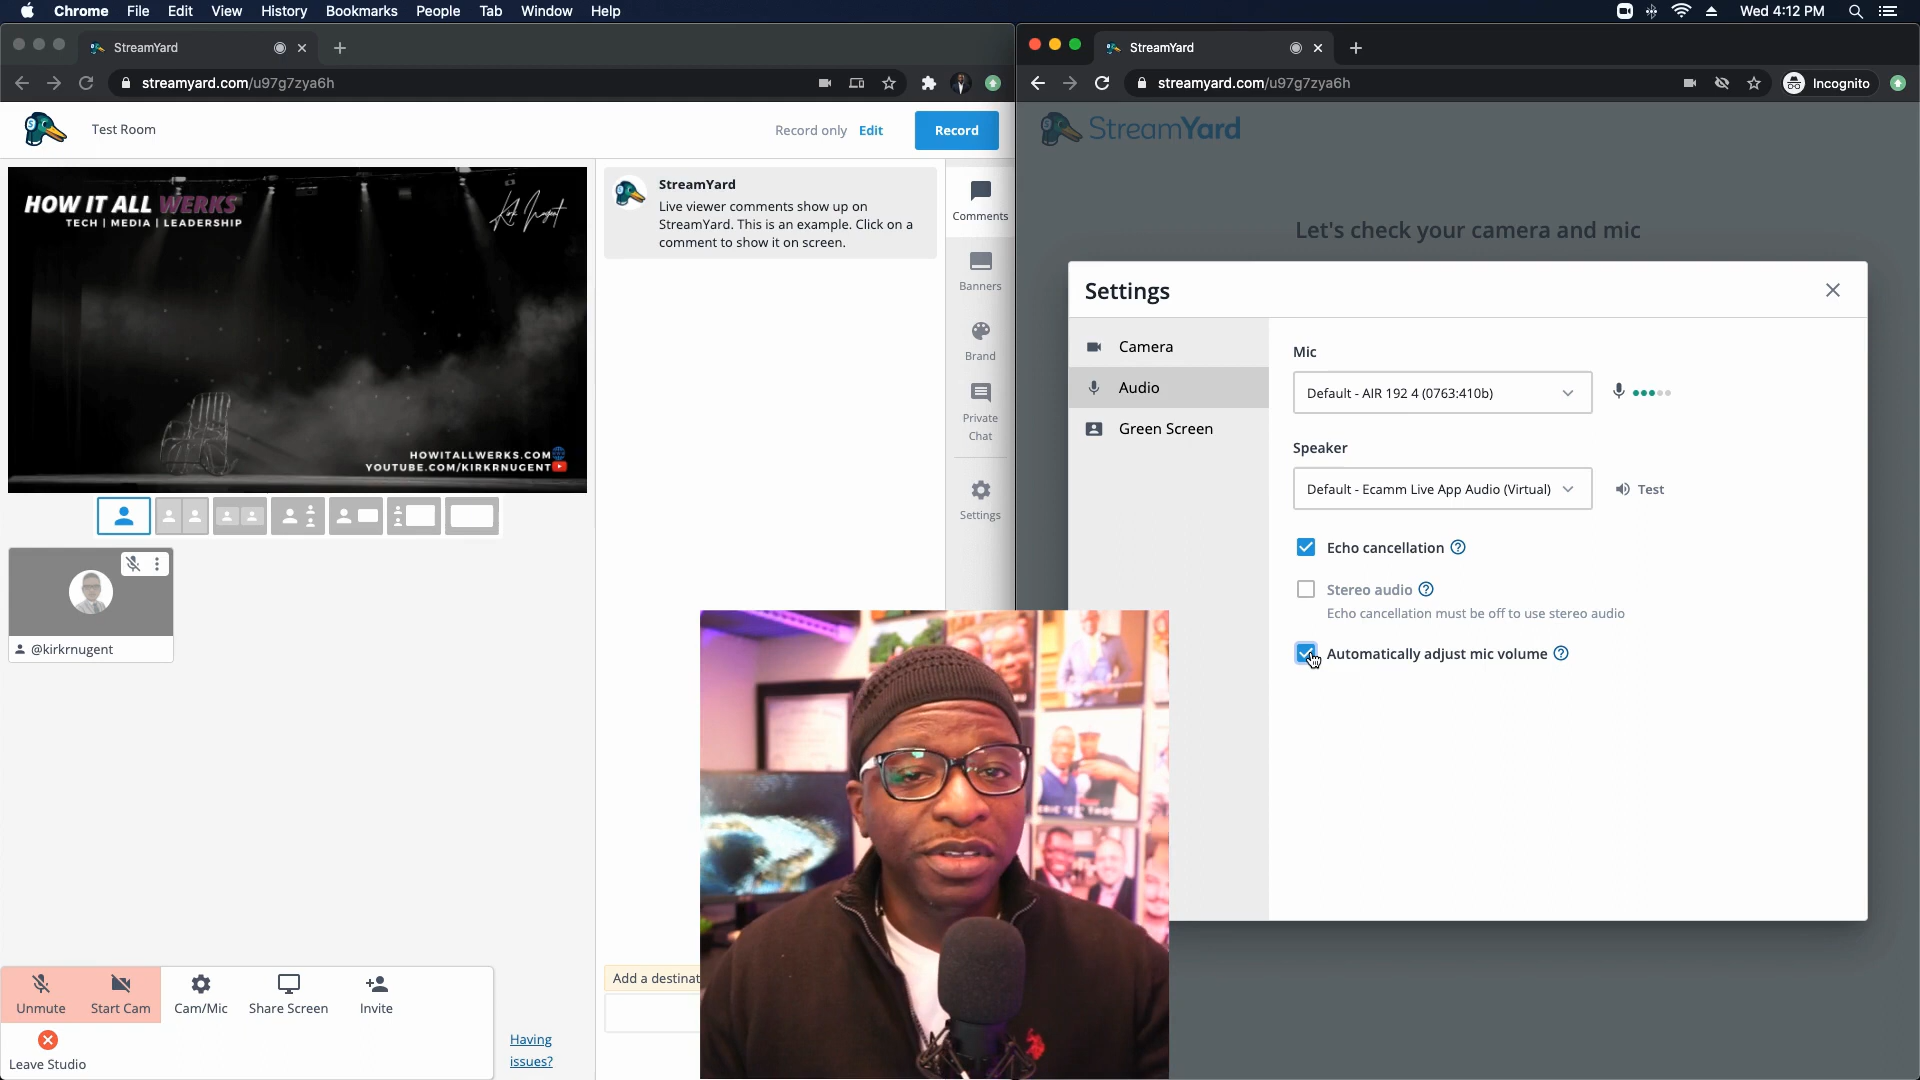 Chrome File Edit View History Bookmarks People Tab Window Help
Wed 4:12 PM
StreamYard
streamyard.com/u97g7zya6h
Test Room
Record only Edit Record
HOW IT ALL WERKS
TECH | MEDIA | LEADERSHIP
Kirk Nugent
HOWITALLWERKS.COM
YOUTUBE.COM/KIRKRNUGENT
@kirkrnugent
StreamYard
Live viewer comments show up on
StreamYard. This is an example. Click on a
comment to show it on screen.
Comments
Banners
Brand
Private
Chat
Settings
Add a destinat
Unmute Start Cam Cam/Mic Share Screen Invite
Leave Studio
Having
issues?
StreamYard
streamyard.com/u97g7zya6h
Incognito
StreamYard
Let's check your camera and mic
Settings
Camera
Audio
Green Screen
Mic
Default - AIR 192 4 (0763:410b)
Speaker
Default - Ecamm Live App Audio (Virtual)
Test
Echo cancellation
Stereo audio
Echo cancellation must be off to use stereo audio
Automatically adjust mic volume